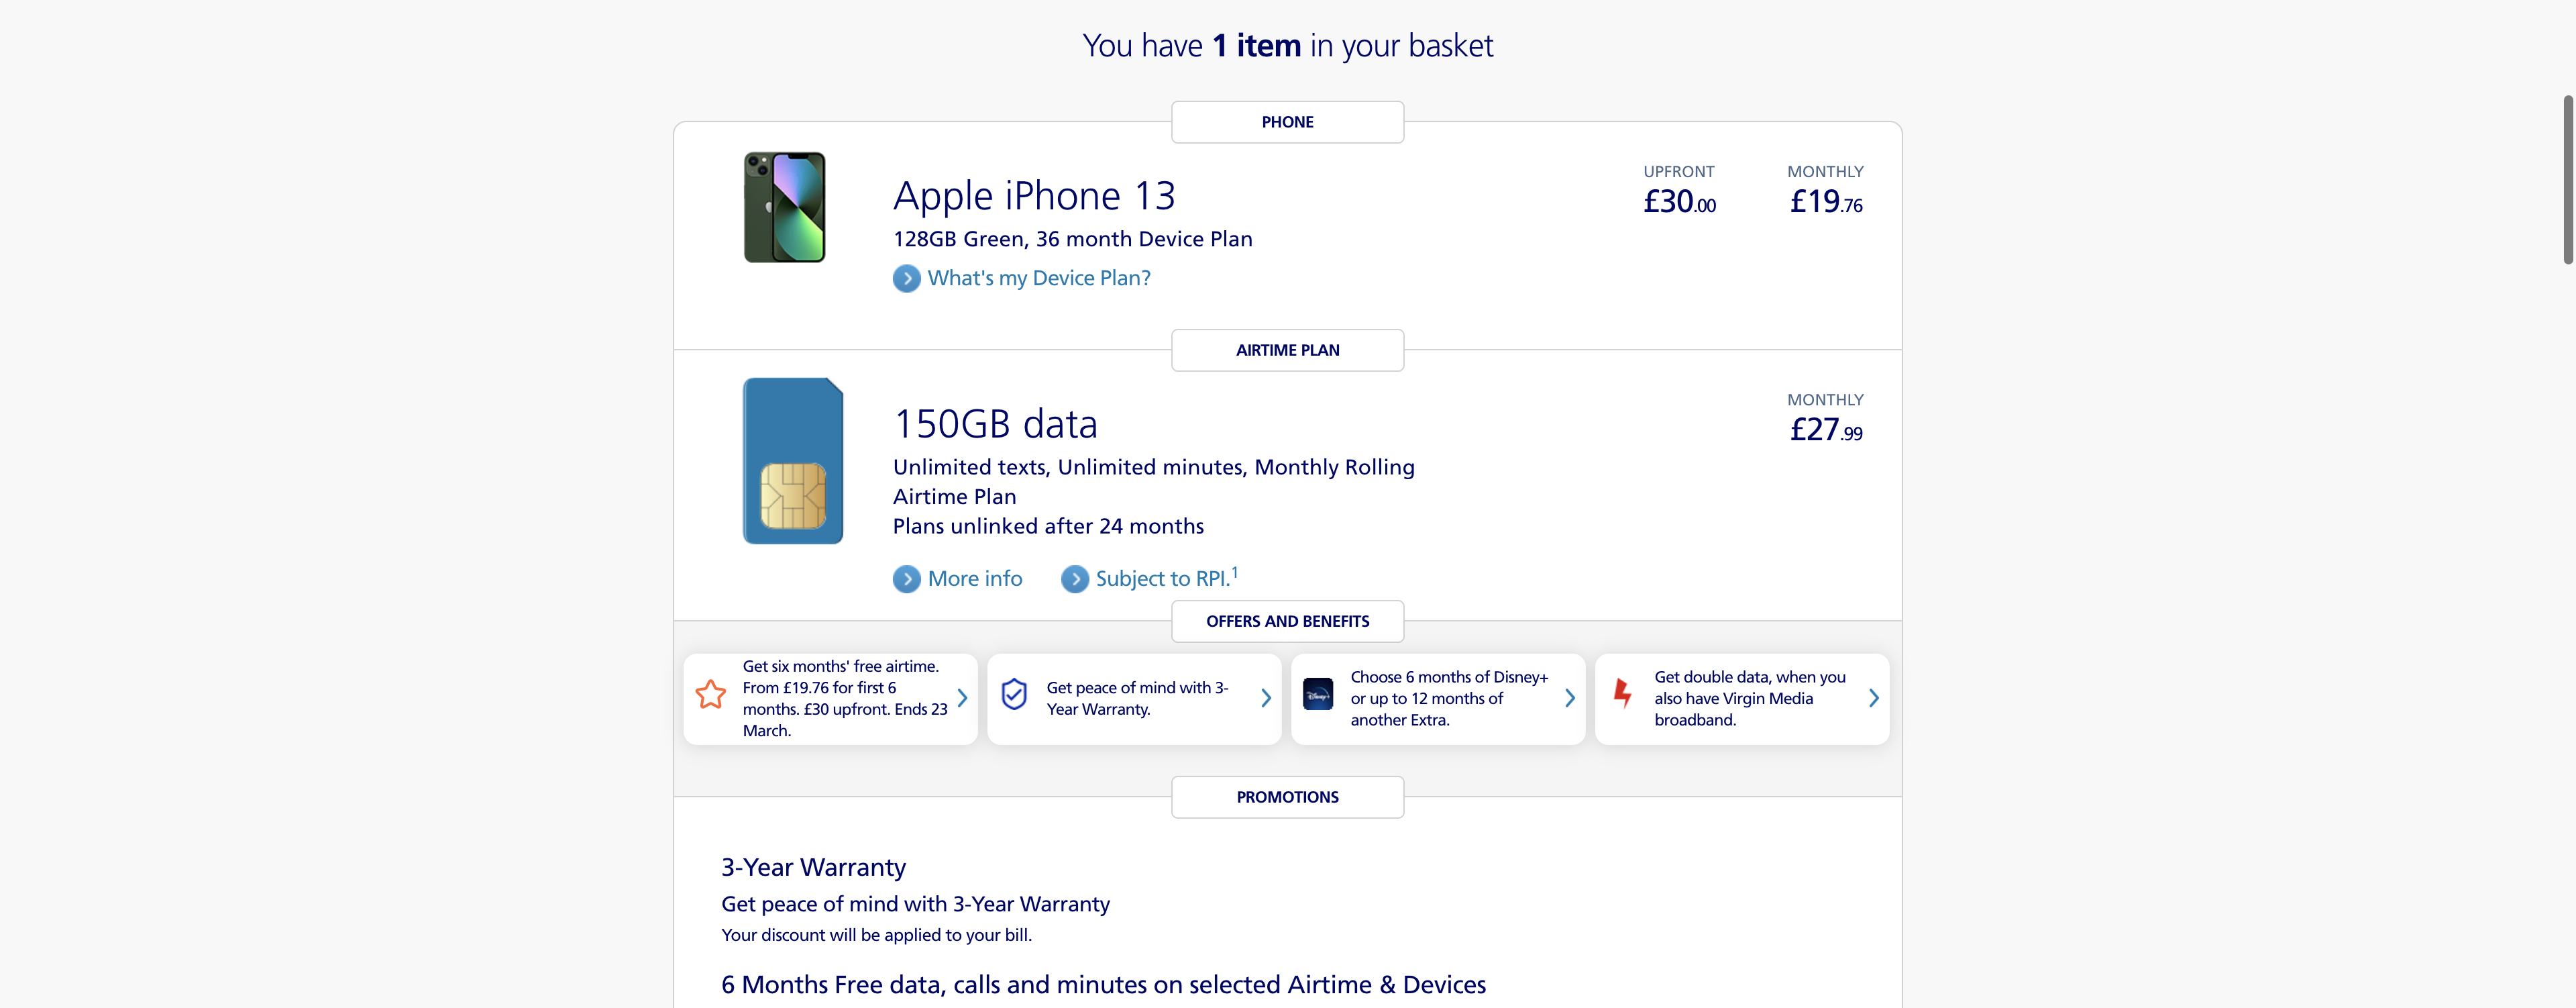 You have 1 item in your basket
PHONE
Apple iPhone 13
128GB Green, 36 month Device Plan
What's my Device Plan?
UPFRONT
£30.00
MONTHLY
£19.76
AIRTIME PLAN
150GB data
Unlimited texts, Unlimited minutes, Monthly Rolling
Airtime Plan
Plans unlinked after 24 months
More info
Subject to RPI.1
MONTHLY
£27.99
OFFERS AND BENEFITS
Get six months' free airtime.
From £19.76 for first 6
months. £30 upfront. Ends 23
March.
Get peace of mind with 3-
Year Warranty.
Disney+
Choose 6 months of Disney+
or up to 12 months of
another Extra.
Get double data, when you
also have Virgin Media
broadband.
PROMOTIONS
3-Year Warranty
Get peace of mind with 3-Year Warranty
Your discount will be applied to your bill.
6 Months Free data, calls and minutes on selected Airtime & Devices